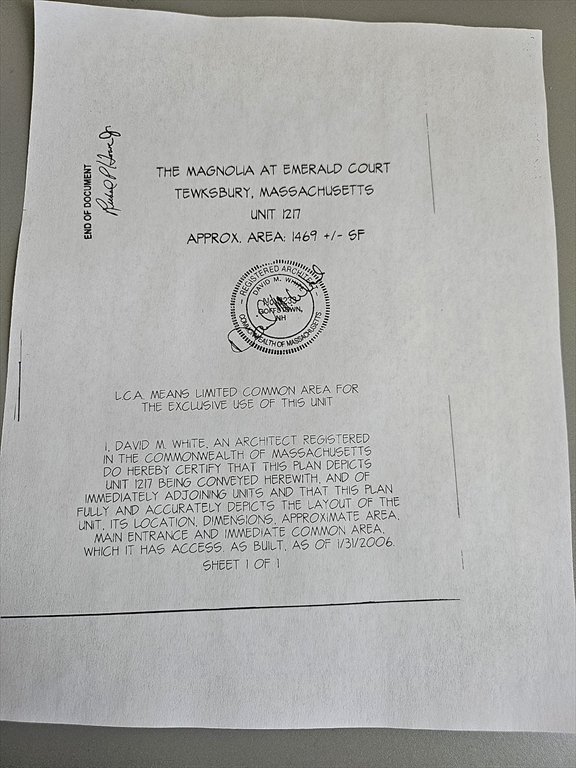 END OF DOCUMENT
THE MAGNOLIA AT EMERALD COURT
TEWKSBURY, MASSACHUSETTS
UNIT 1217
APPROX. AREA: 1469 +/- SF
REGISTERED ARCHITECT
DAVID M. WHITE
NH
COMMONWEALTH OF MASSACHUSETTS
L.C.A. MEANS LIMITED COMMON AREA FOR
THE EXCLUSIVE USE OF THIS UNIT
I, DAVID M. WHITE, AN ARCHITECT REGISTERED
IN THE COMMONWEALTH OF MASSACHUSETTS
DO HEREBY CERTIFY THAT THIS PLAN DEPICTS
UNIT 1217 BEING CONVEYED HEREWITH, AND OF
IMMEDIATELY ADJOINING UNITS AND THAT THIS PLAN
FULLY AND ACCURATELY DEPICTS THE LAYOUT OF THE
UNIT, ITS LOCATION, DIMENSIONS, APPROXIMATE AREA,
MAIN ENTRANCE AND IMMEDIATE COMMON AREA,
WHICH IT HAS ACCESS, AS BUILT, AS OF 1/31/2006.
SHEET 1 OF 1